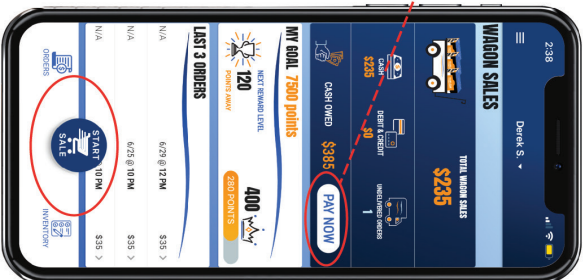 2:38
Derek S.
WAGON SALES
TOTAL WAGON SALES
$235
CASH
$235
DEBIT & CREDIT
$0
UNDELIVERED ORDERS
1
CASH OWED $385
PAY NOW
MY GOAL 7500 points
NEXT REWARD LEVEL
120
POINTS AWAY
400
280 POINTS
LAST 3 ORDERS
N/A 6/29 @ 12 PM $35 >
N/A 6/25 @ 10 PM $35 >
N/A @ 10 PM $35 >
START SALE
ORDERS
INVENTORY